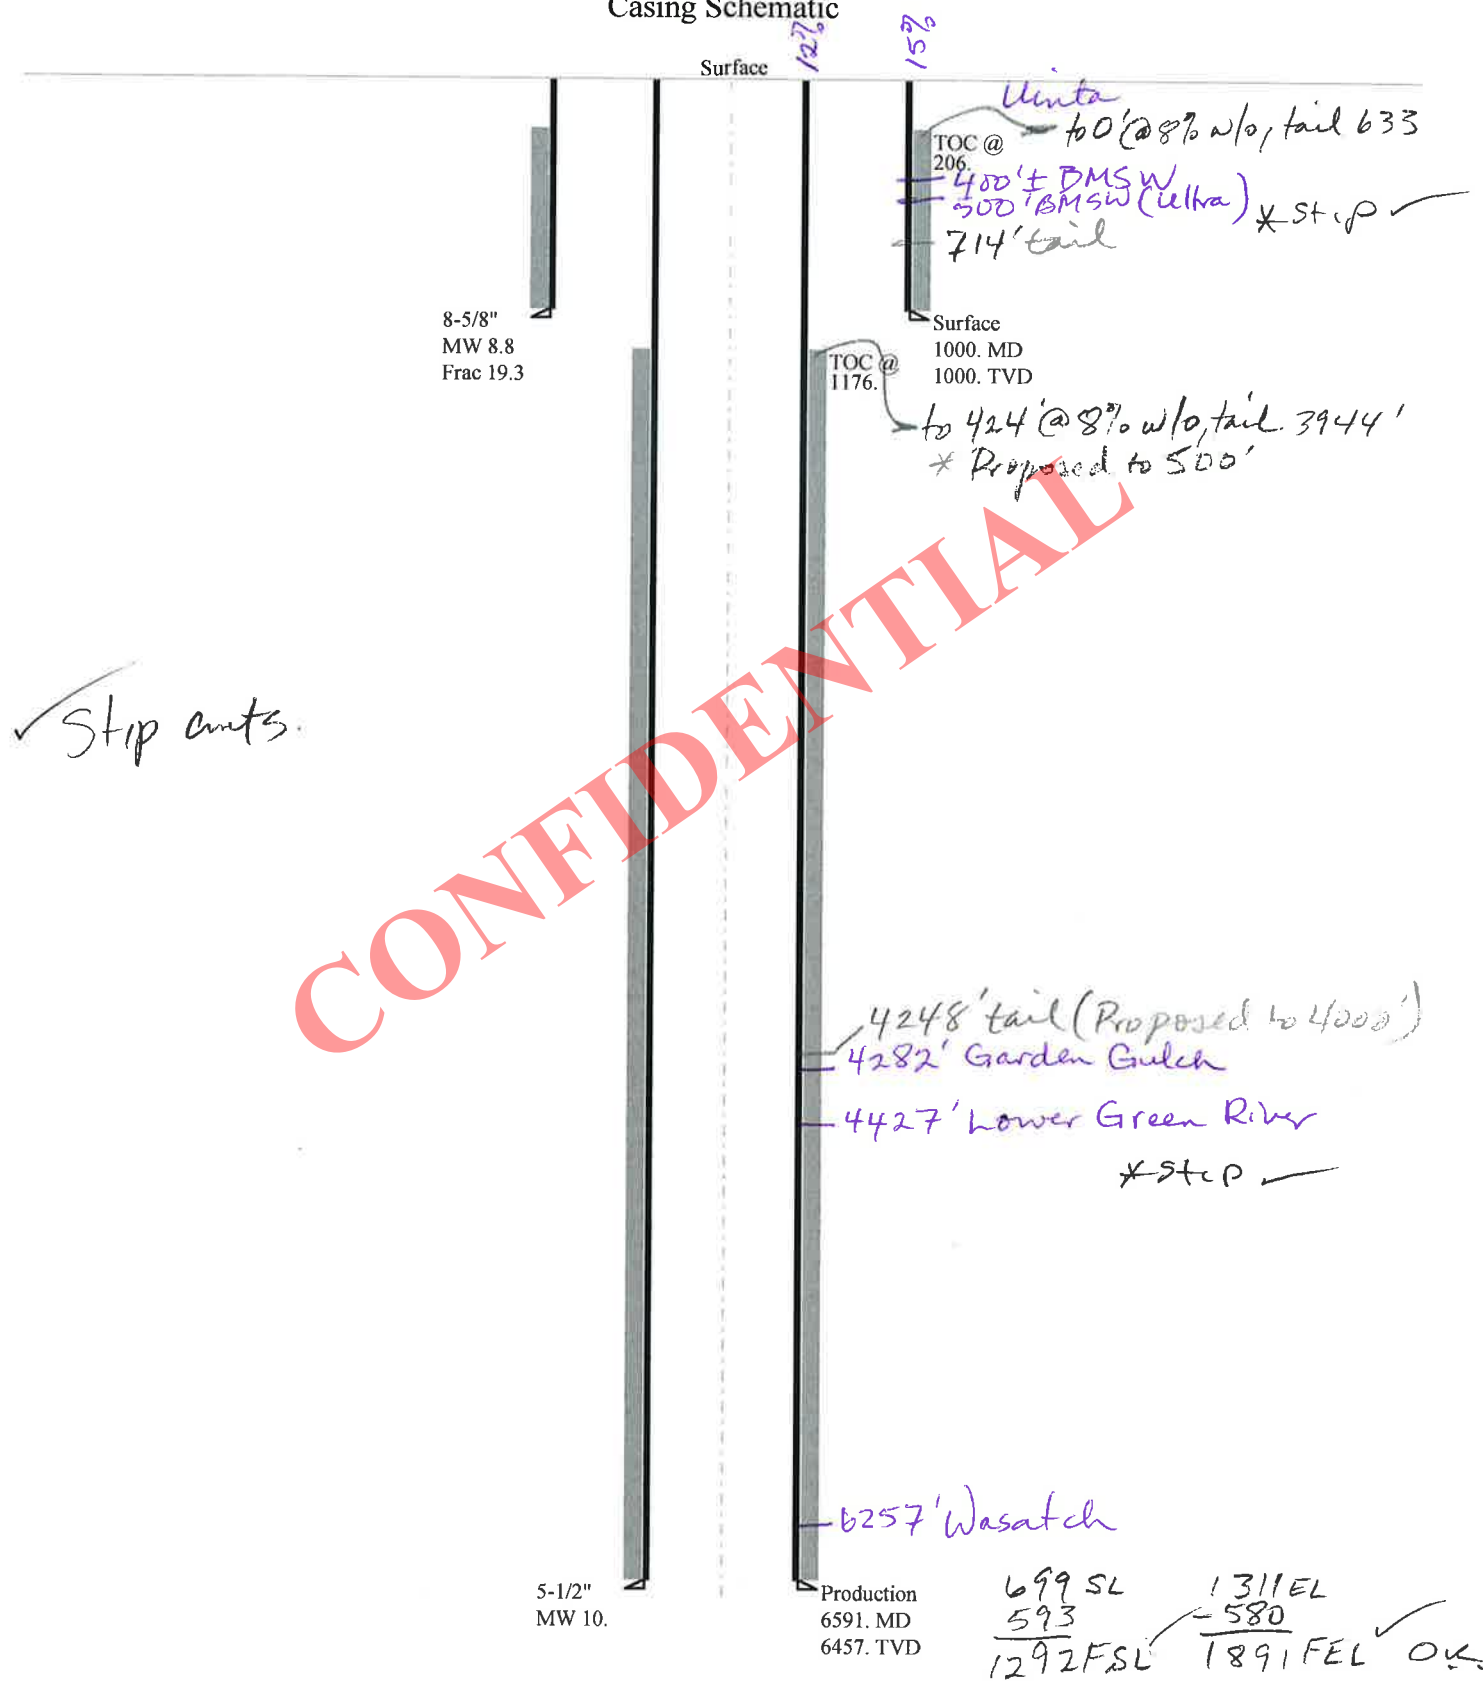 Casing Schematic
12%
15%
Surface
Uinta
to 0' @ 8% w/o, tail 633
TOC @
206.
400'± BMSW
500' BMSW (Ultra)
*stip ✓
714' tail
8-5/8"
MW 8.8
Frac 19.3
Surface
1000. MD
1000. TVD
TOC @
1176.
to 424' @ 8% w/o, tail 3944'
* Proposed to 500'
CONFIDENTIAL
✓ Stip cmts.
4248' tail (Proposed to 4000')
4282' Garden Gulch
4427' Lower Green River
*stip ✓
6257' Wasatch
5-1/2"
MW 10.
Production
6591. MD
6457. TVD
699 SL
593
1292 FSL ✓
1311 EL
-580
1891 FEL ✓ OK.